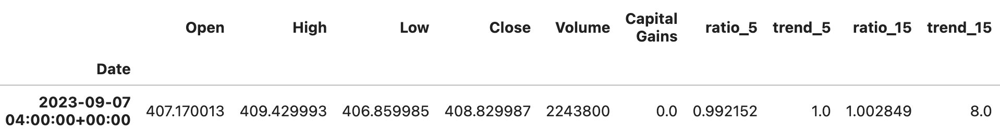 Open High Low Close Volume Capital Gains ratio_5 trend_5 ratio_15 trend_15
Date
2023-09-07 04:00:00+00:00 407.170013 409.429993 406.859985 408.829987 2243800 0.0 0.992152 1.0 1.002849 8.0